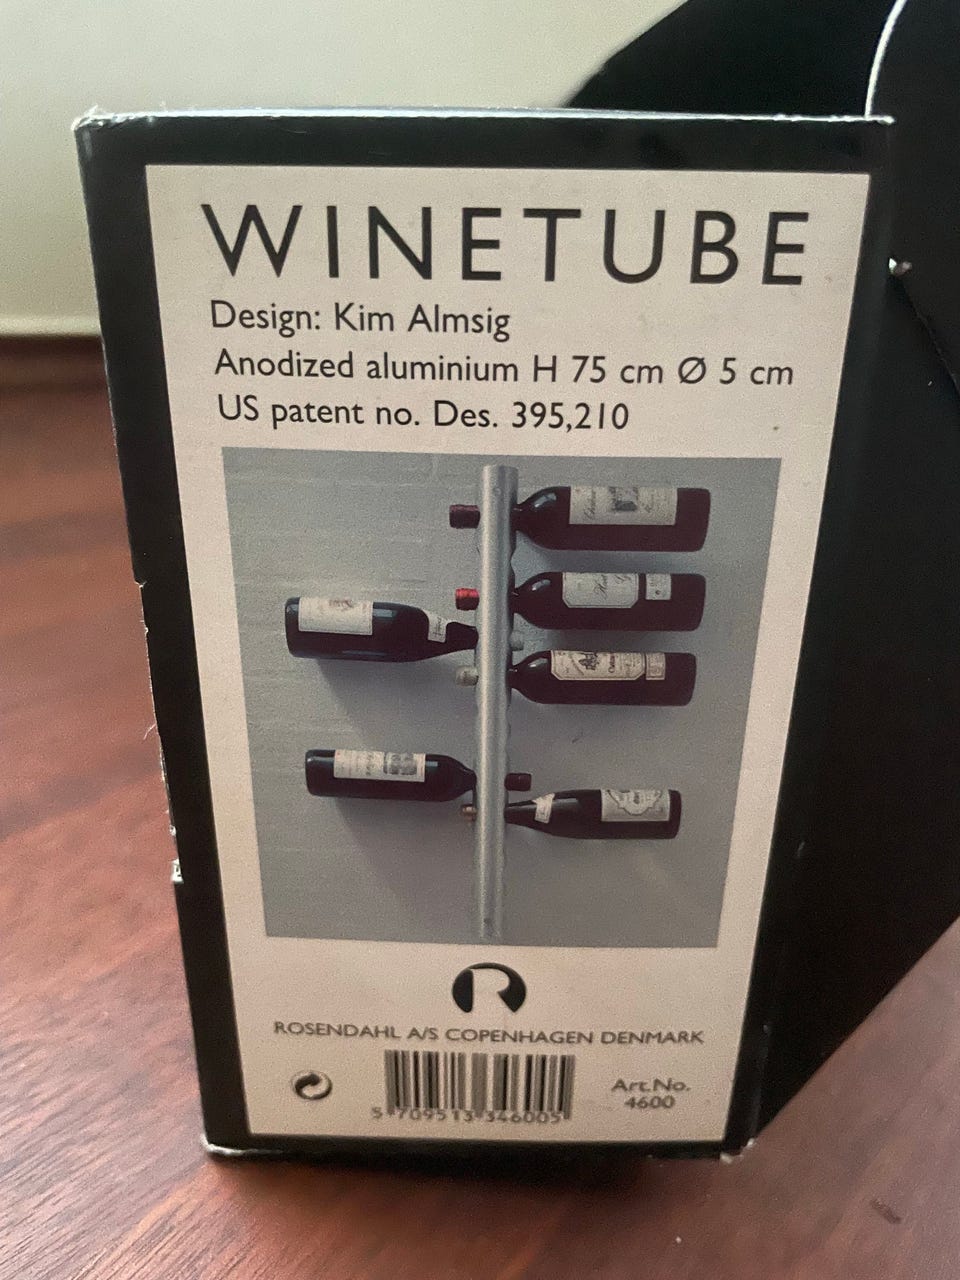 WINETUBE
Design: Kim Almsig
Anodized aluminium H 75 cm Ø 5 cm
US patent no. Des. 395,210
R
ROSENDAHL A/S COPENHAGEN DENMARK
Art.No.
4600
5 709513 346005